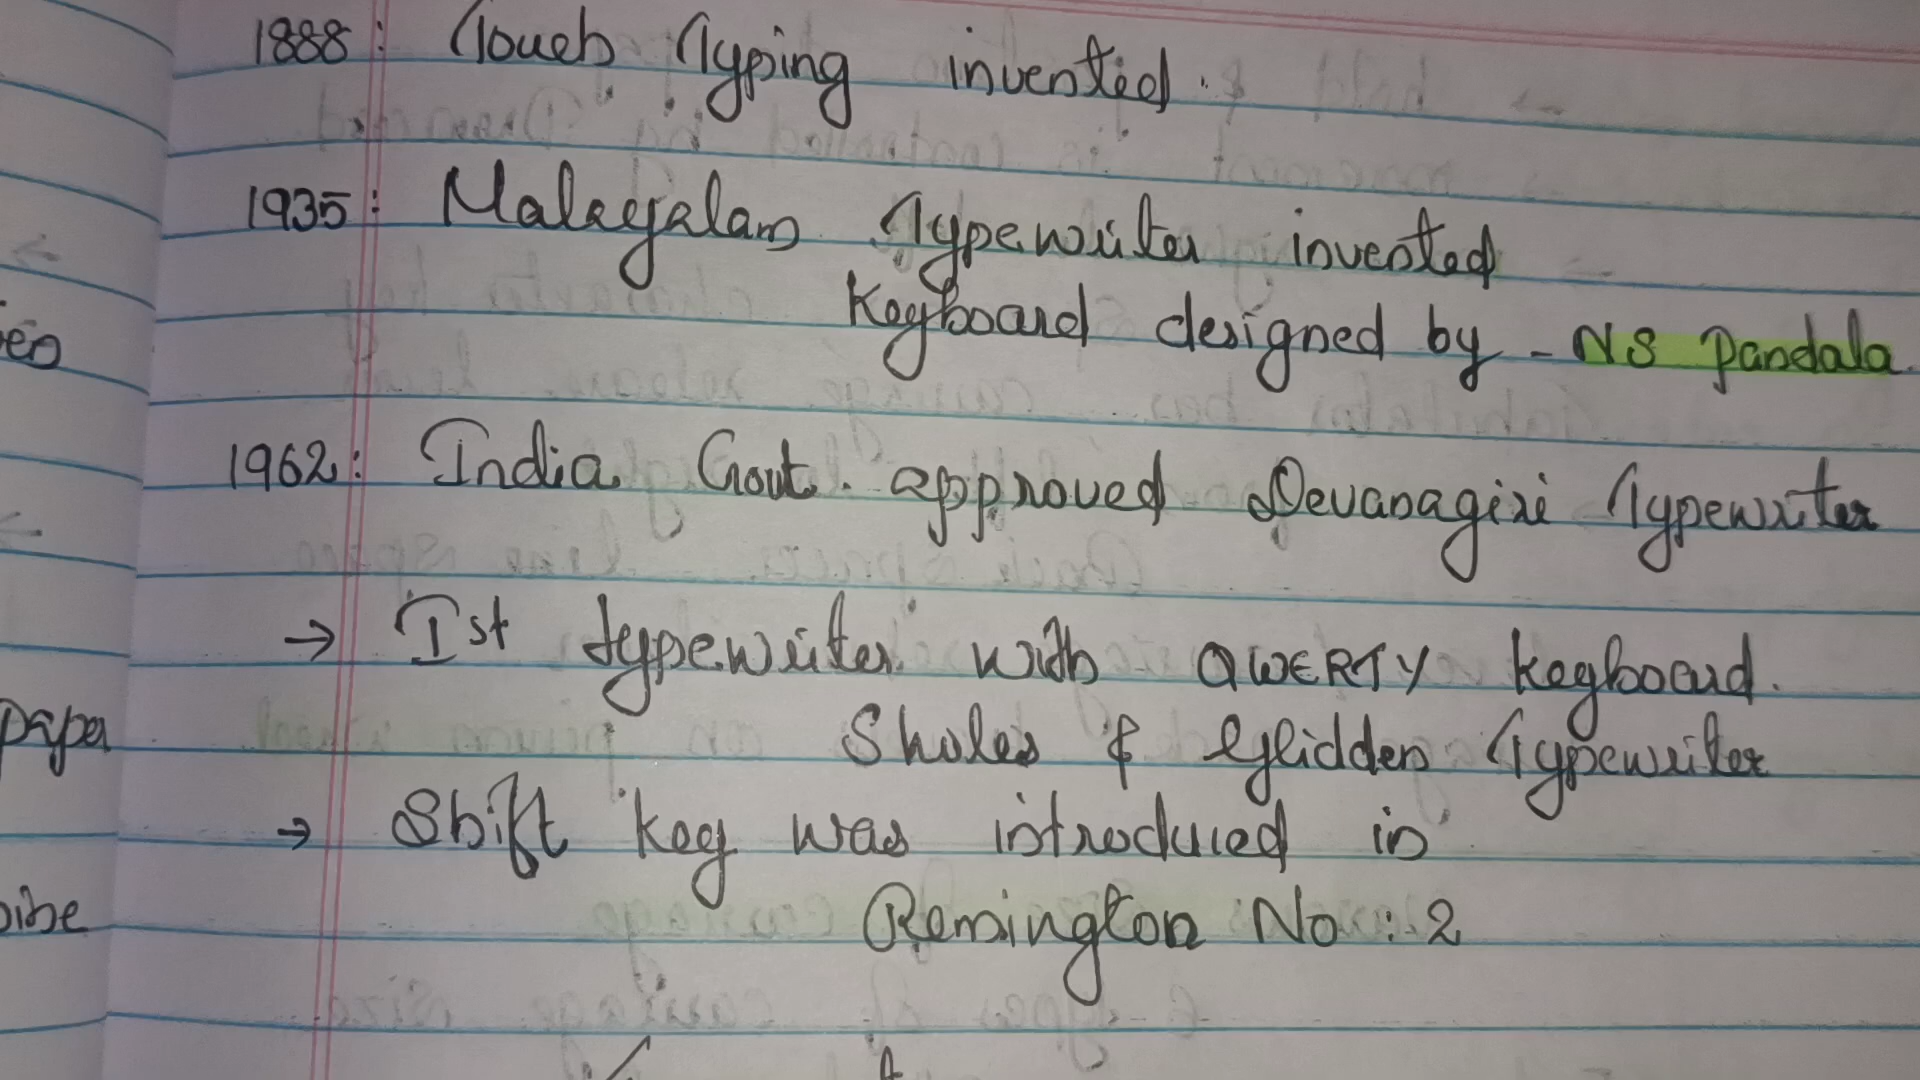 1888: Touch Typing invented.
1935: Malayalam Typewriter invented
Keyboard designed by - NS Pandala
1962: India Govt. approved Devanagiri Typewriter
→ Ist typewriter with QWERTY keyboard.
Sholes & Glidden Typewriter
→ Shift key was introduced in
Remington No: 2